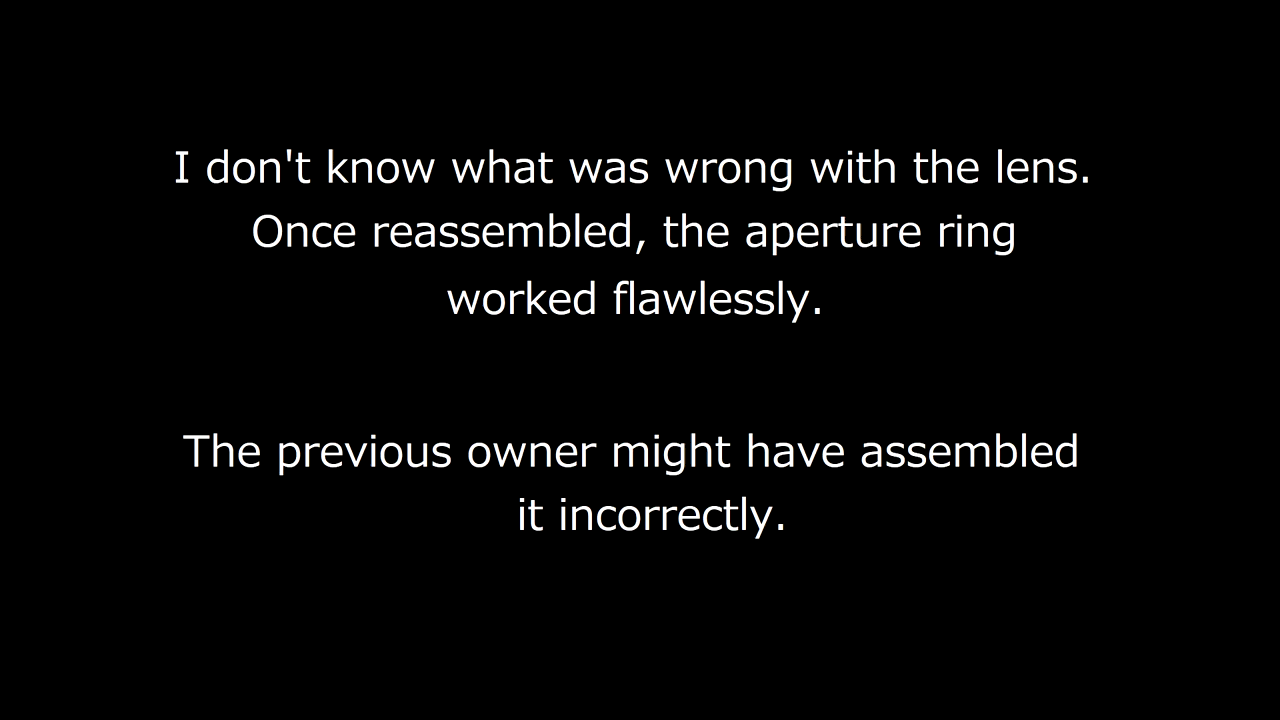 I don't know what was wrong with the lens.
Once reassembled, the aperture ring
worked flawlessly.
The previous owner might have assembled
it incorrectly.